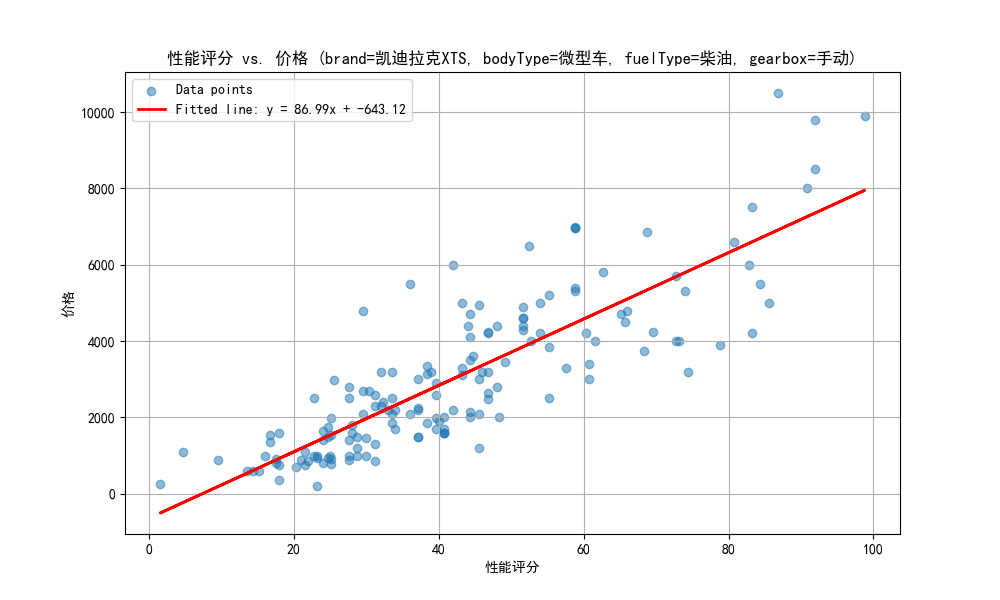 性能评分 vs. 价格 (brand=凯迪拉克XTS, bodyType=微型车, fuelType=柴油, gearbox=手动)
Data points
Fitted line: y = 86.99x + -643.12
10000
8000
6000
4000
2000
0
价格
0 20 40 60 80 100
性能评分